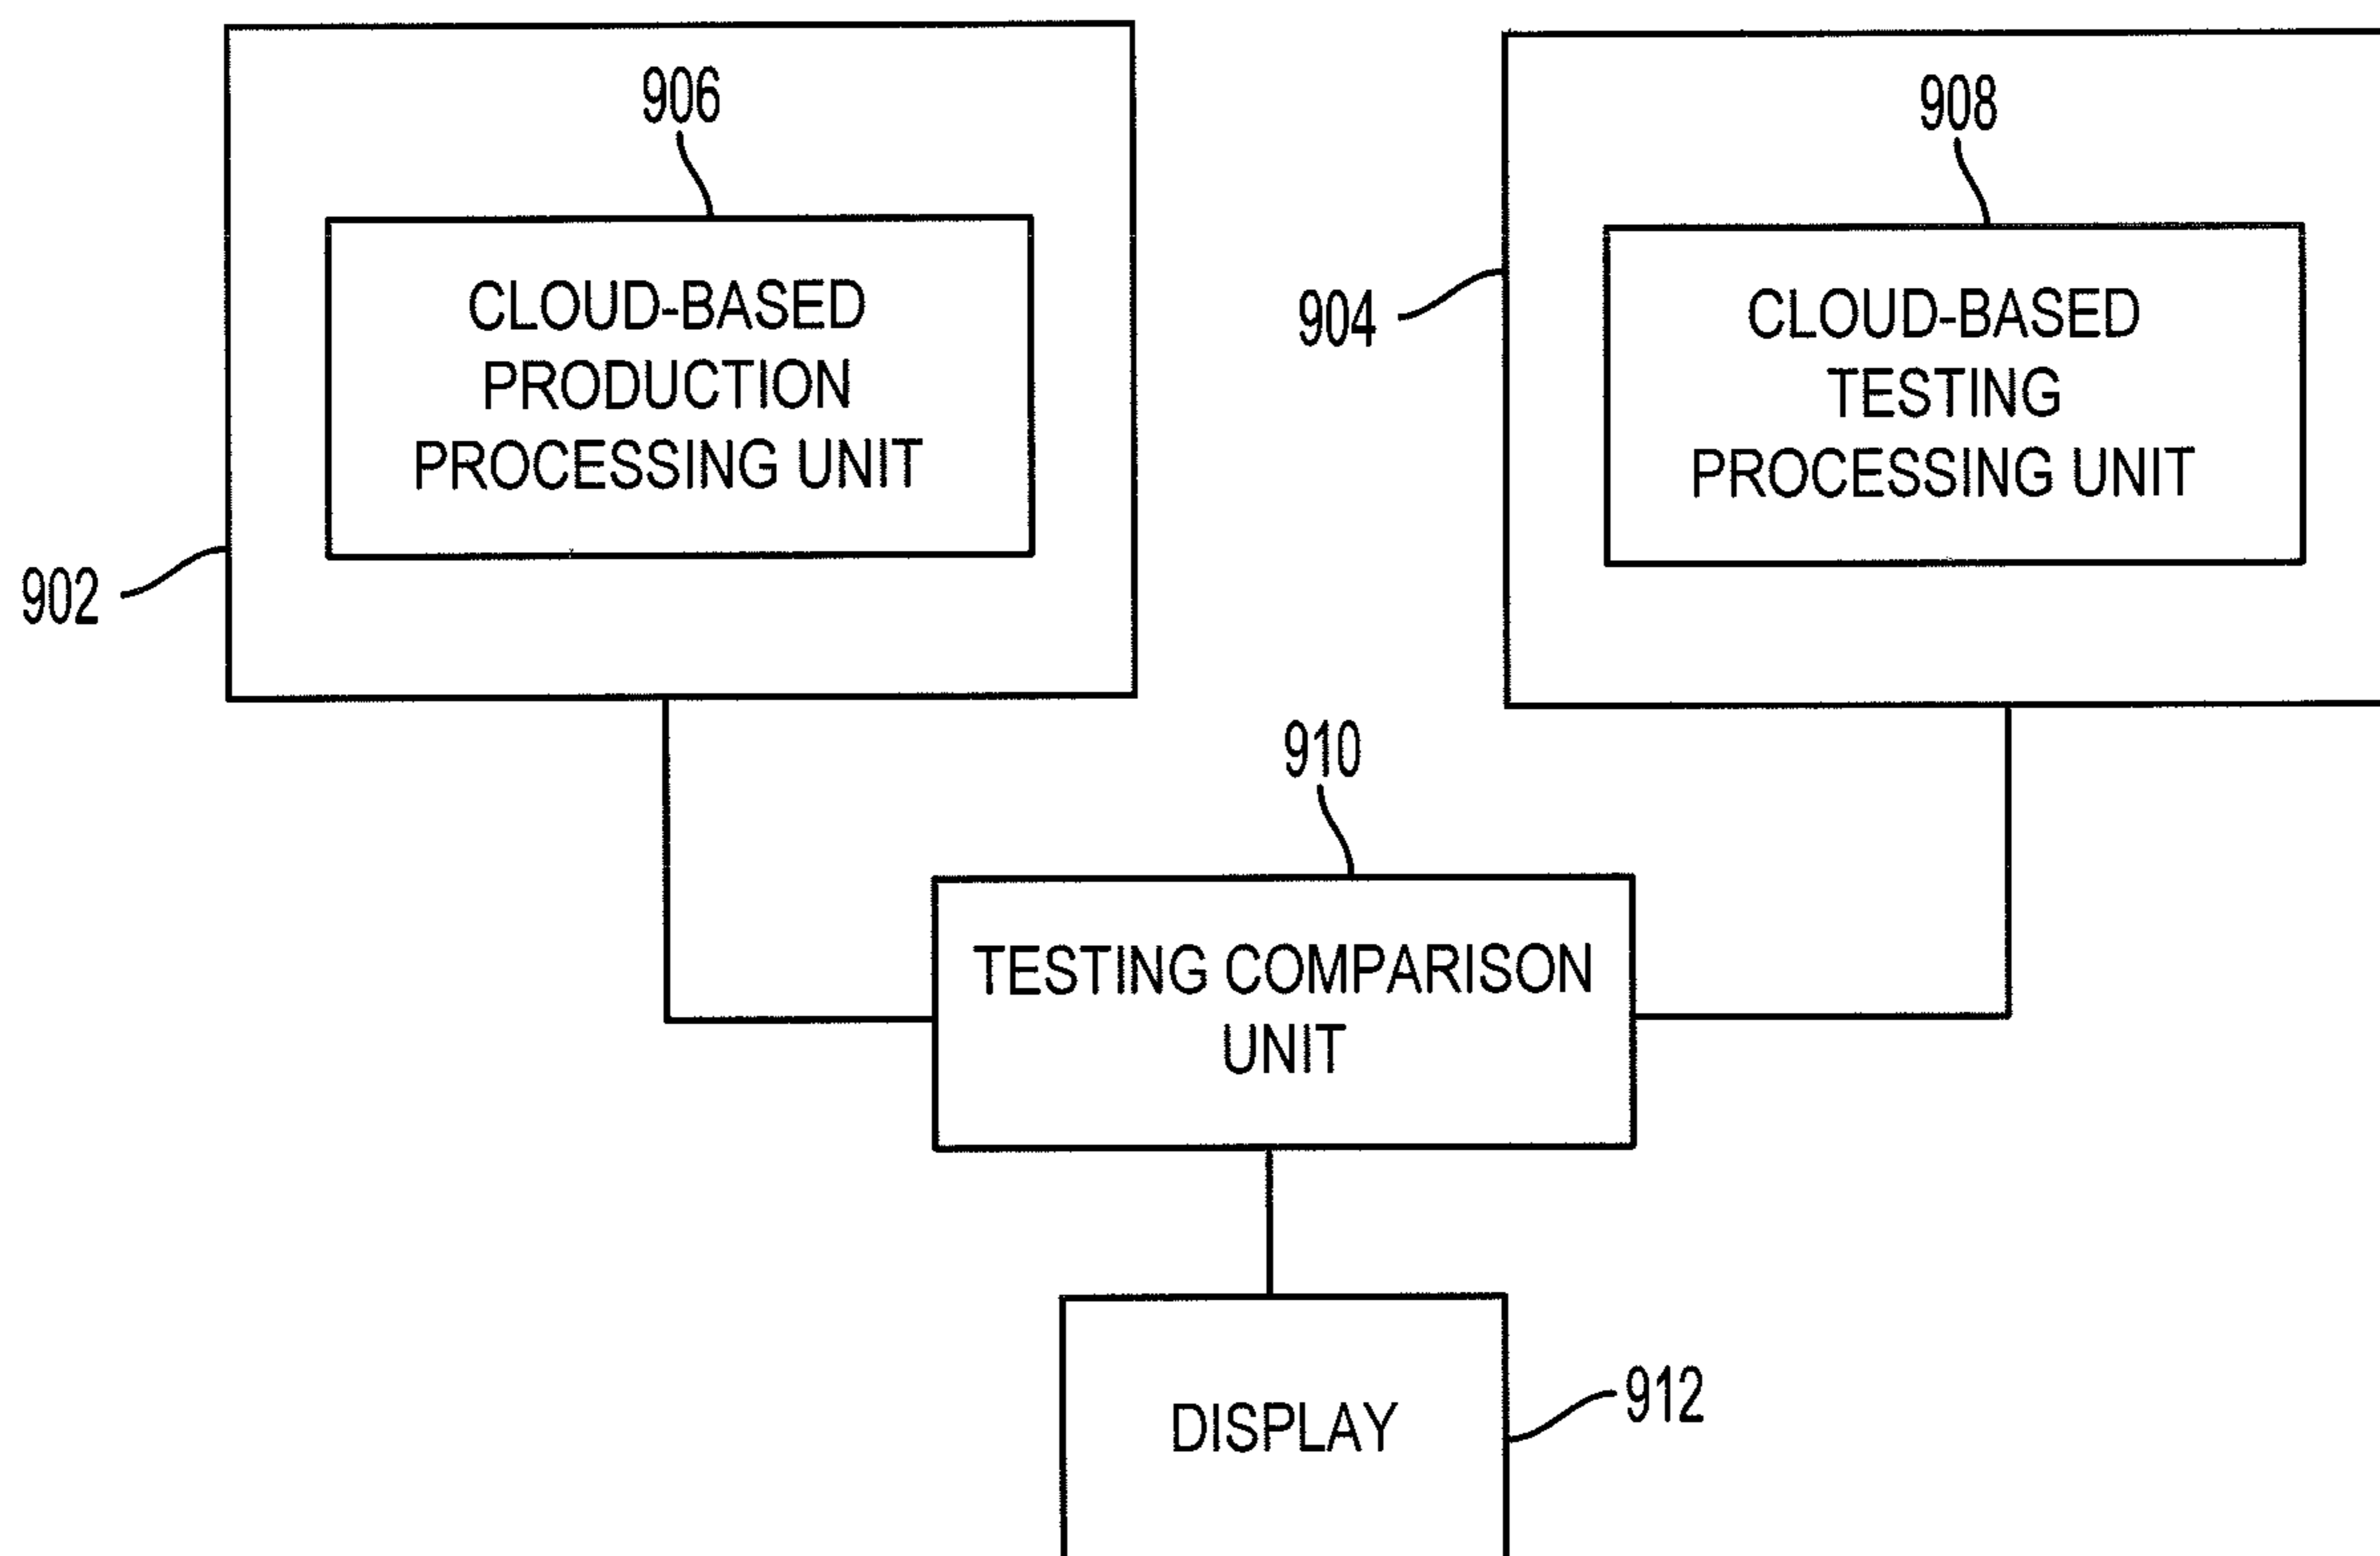 906
908
CLOUD-BASED
PRODUCTION
PROCESSING UNIT
904
CLOUD-BASED
TESTING
PROCESSING UNIT
902
910
TESTING COMPARISON
UNIT
DISPLAY
912